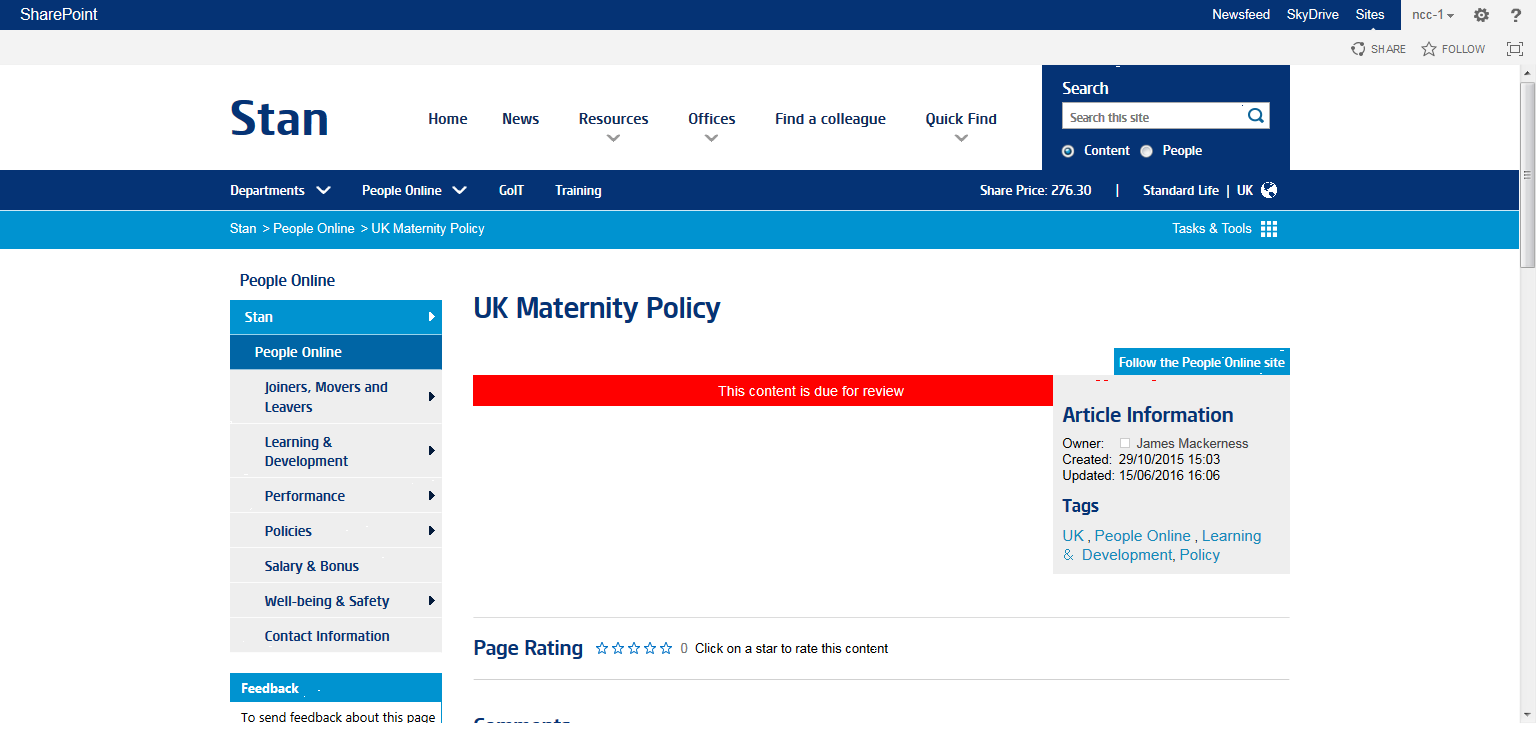 SharePoint
Newsfeed SkyDrive Sites ncc-1 ?
SHARE FOLLOW
Stan
Home News Resources Offices Find a colleague Quick Find
Search
Search this site
Content People
Departments People Online GoIT Training
Share Price: 276.30 | Standard Life | UK
Stan > People Online > UK Maternity Policy
Tasks & Tools
People Online
Stan
People Online
Joiners, Movers and
Leavers
Learning &
Development
Performance
Policies
Salary & Bonus
Well-being & Safety
Contact Information
Feedback
To send feedback about this page
UK Maternity Policy
Follow the People Online site
This content is due for review
Article Information
Owner: James Mackerness
Created: 29/10/2015 15:03
Updated: 15/06/2016 16:06
Tags
UK , People Online , Learning
& Development, Policy
Page Rating 0 Click on a star to rate this content
Comments